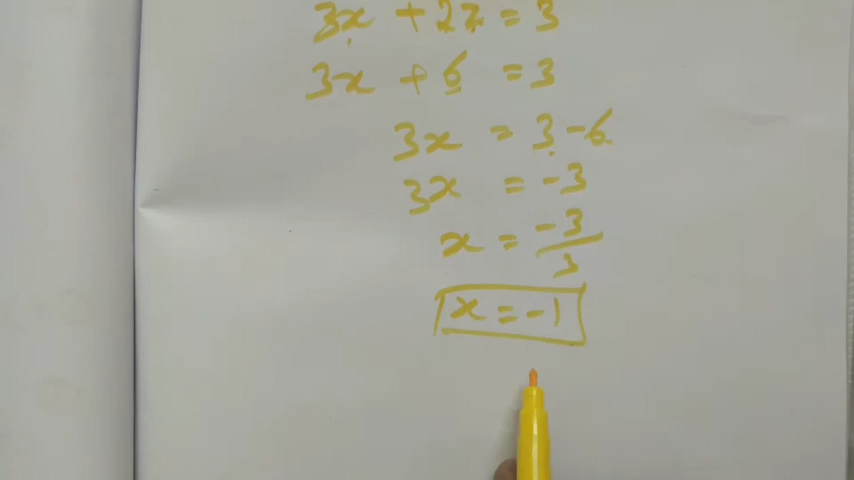 3x + 2z = 3
3x + 6 = 3
3x = 3 - 6
3x = -3
x = -3/3
x = -1